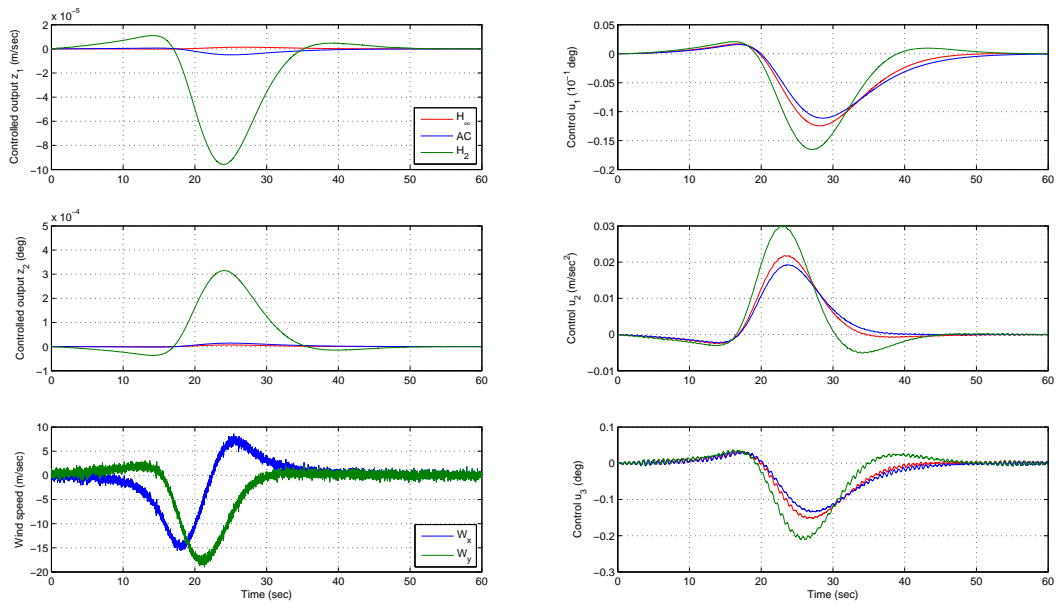 x 10⁻⁵
Controlled output z₁ (m/sec)
2
0
−2
−4
−6
−8
−10
0 10 20 30 40 50 60
H∞
AC
H₂
Control u₁ (10⁻¹ deg)
0.05
0
−0.05
−0.1
−0.15
−0.2
0 10 20 30 40 50 60
x 10⁻⁴
Controlled output z₂ (deg)
5
4
3
2
1
0
−1
0 10 20 30 40 50 60
Control u₂ (m/sec²)
0.03
0.02
0.01
0
−0.01
0 10 20 30 40 50 60
Wind speed (m/sec)
10
5
0
−5
−10
−15
−20
0 10 20 30 40 50 60
Time (sec)
Wₓ
W_y
Control u₃ (deg)
0.1
0
−0.1
−0.2
−0.3
0 10 20 30 40 50 60
Time (sec)